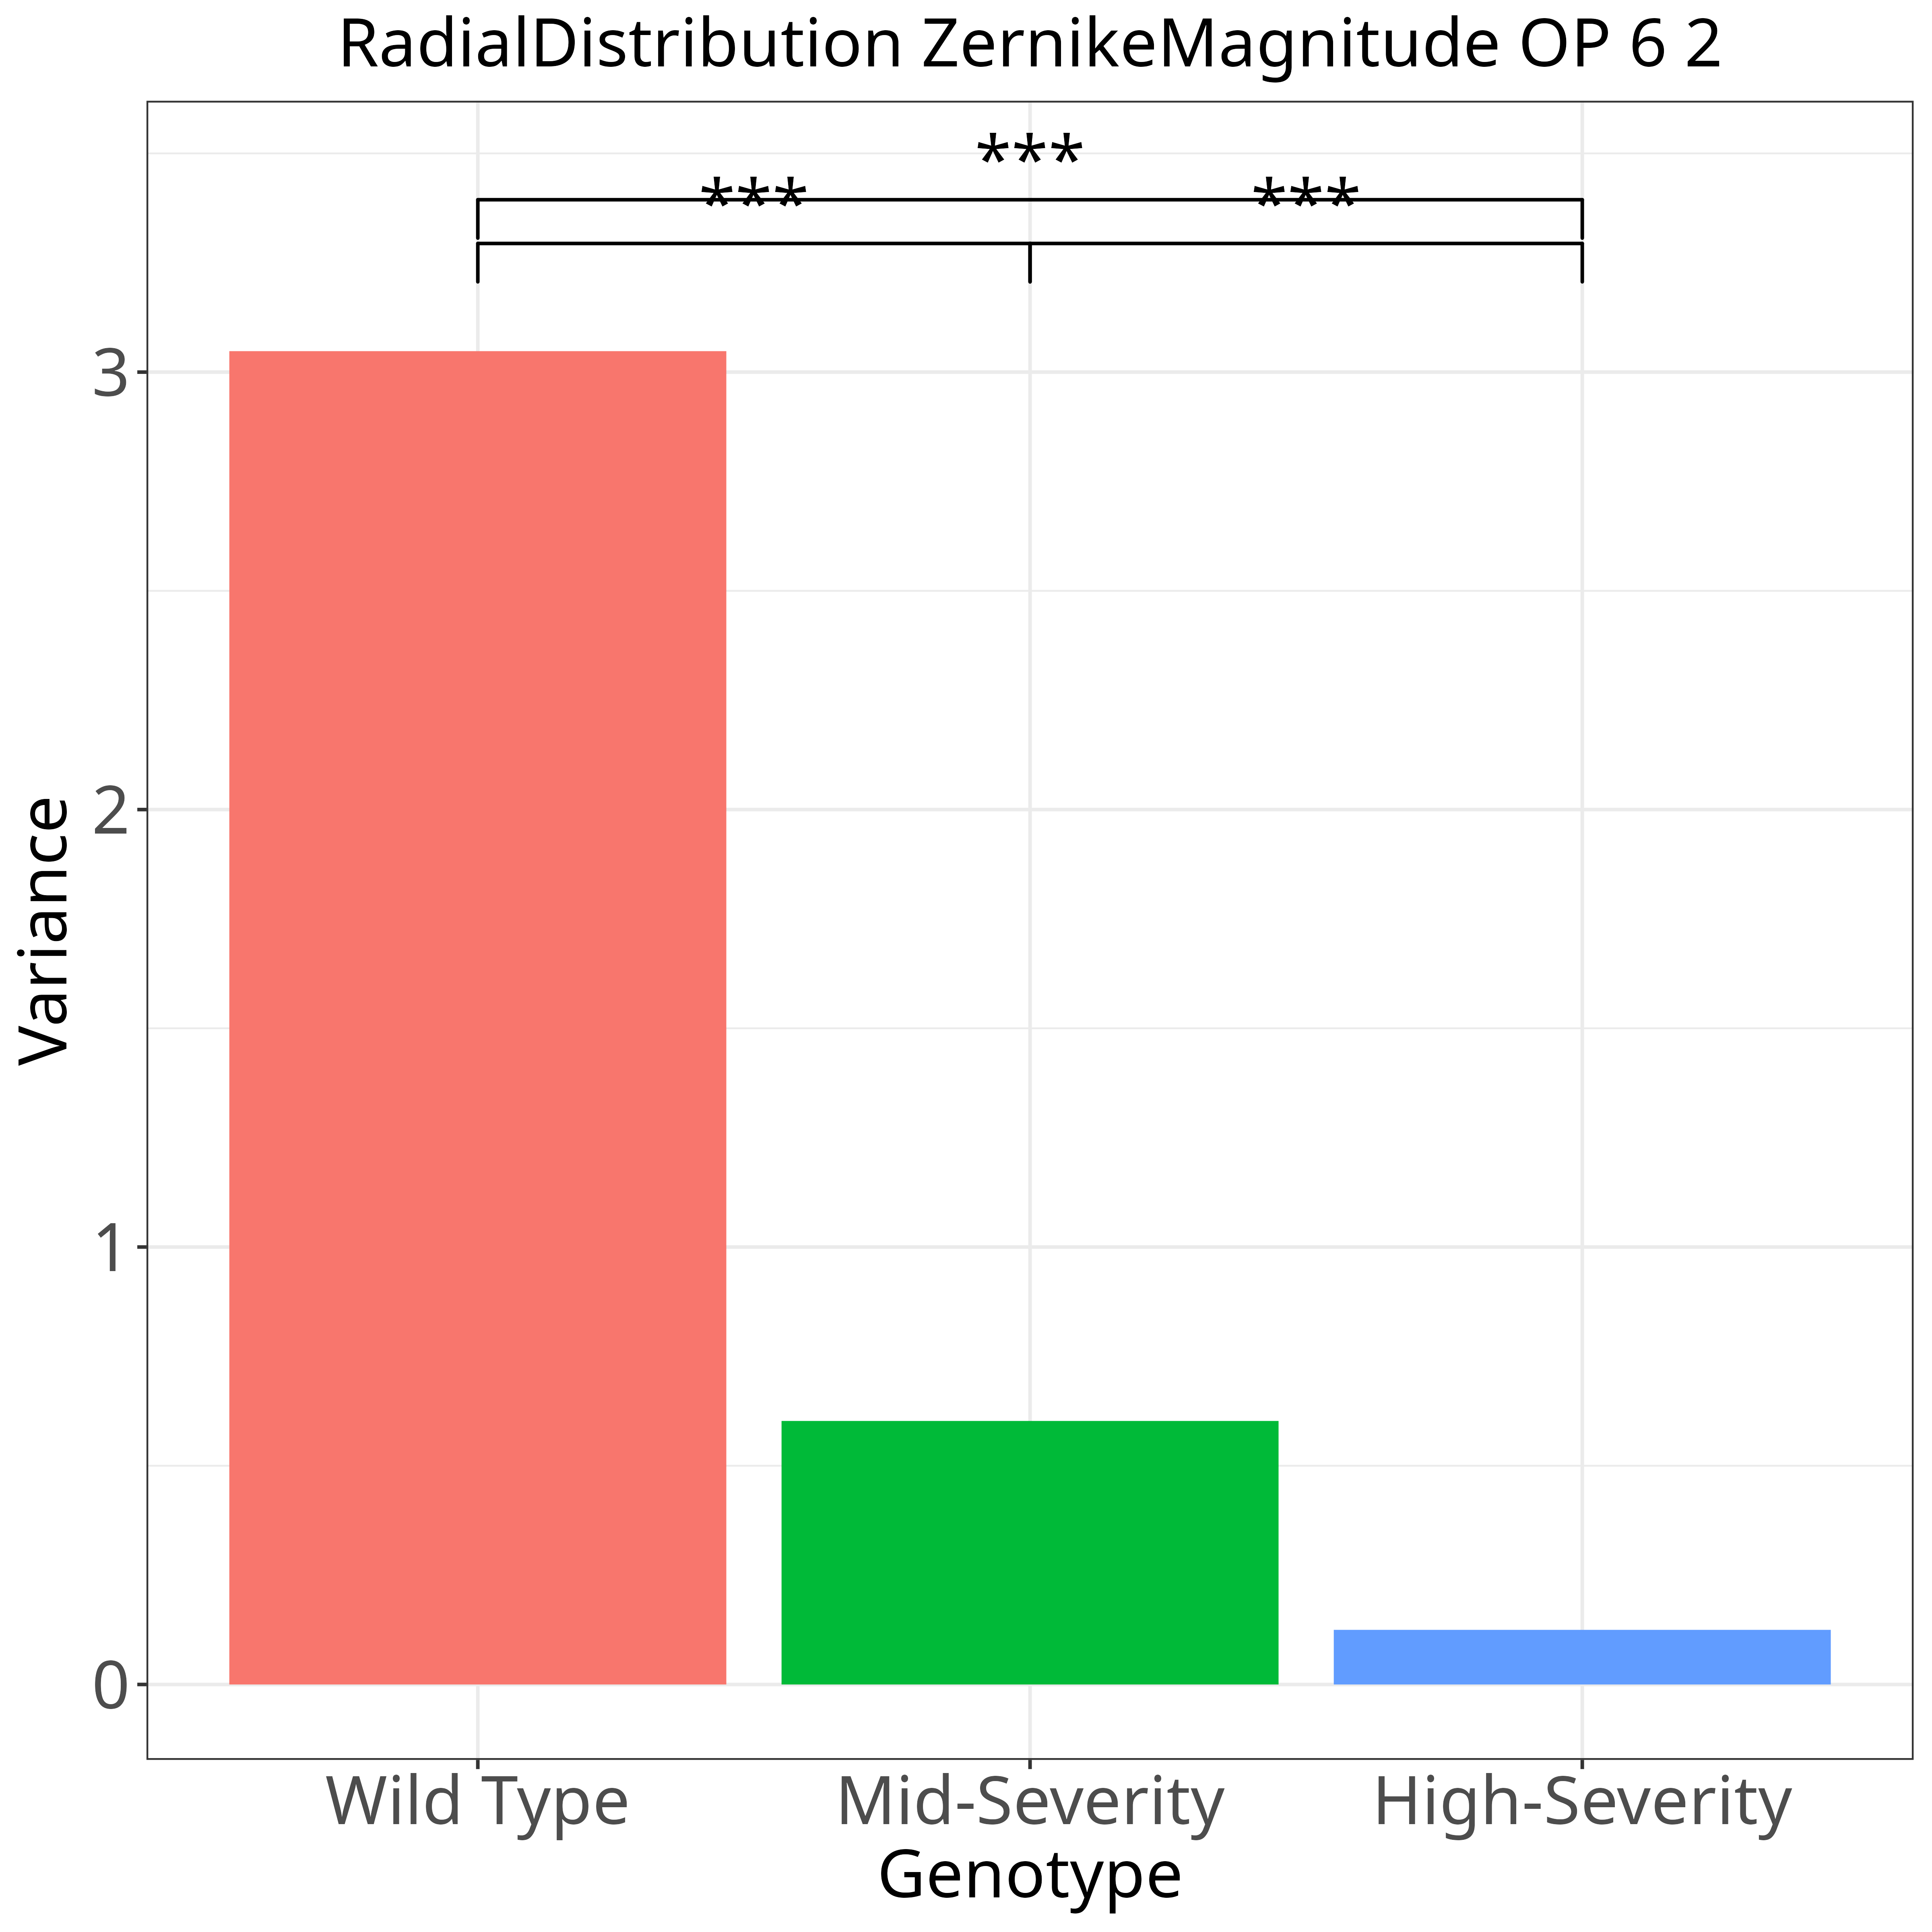 RadialDistribution ZernikeMagnitude OP 6 2
***
*** ***
3
2
1
0
Variance
Wild Type Mid-Severity High-Severity
Genotype